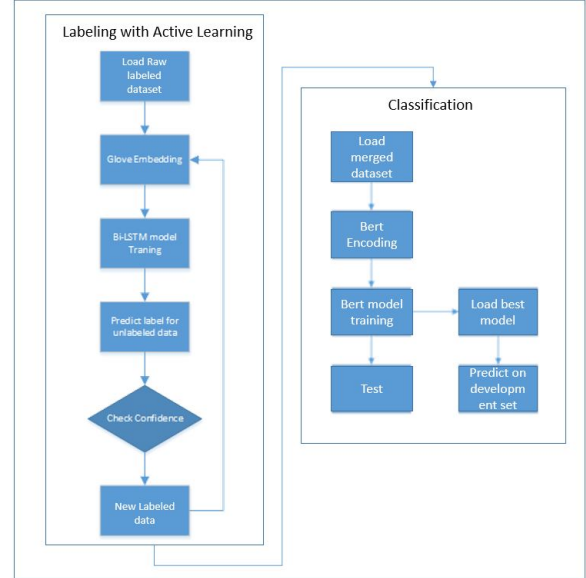 Labeling with Active Learning
Load Raw
labeled
dataset
Glove Embedding
Bi-LSTM model
Traning
Predict label for
unlabeled data
Check Confidence
New Labeled
data
Classification
Load
merged
dataset
Bert
Encoding
Bert model
training
Test
Load best
model
Predict on
developm
ent set